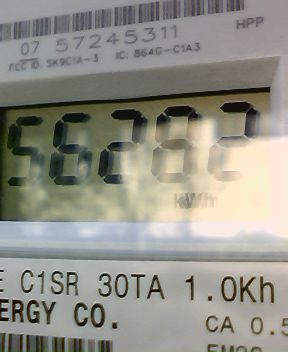 HPP
07 57245311
FCC ID: SK9C1A-3 IC: 864G-C1A3
56282
kWh
E C1SR 30TA 1.0Kh
ERGY CO.
CA 0.5